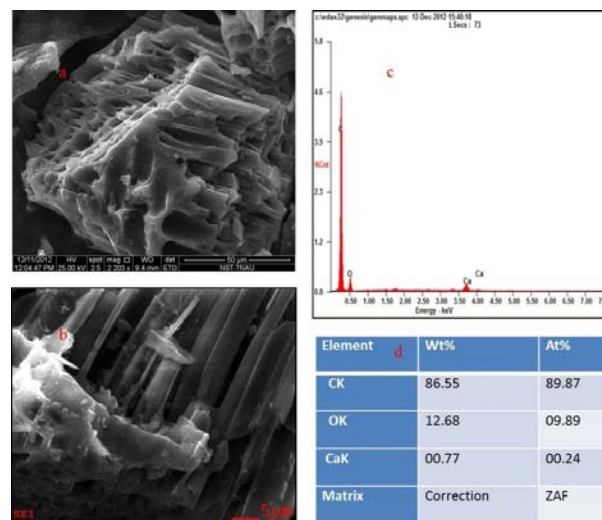 a
12/11/2012 HV spot mag WD det 50 µm
12:04:47 PM 25.00 kV 2.5 2 203 x 9.4 mm ETD NST-TNAU
b
SE1 5µm
c:\edax32\genesis\genmaps.spc 12-Dec-2012 15:40:18
LSecs : 73
c
5.8
4.6
3.5
2.3
1.2
0.0
KCnt
C
O
Ca
Ca
0.50 1.00 1.50 2.00 2.50 3.00 3.50 4.00 4.50 5.00 5.50 6.00 6.50 7.00
Energy - keV
Element d Wt% At%
CK 86.55 89.87
OK 12.68 09.89
CaK 00.77 00.24
Matrix Correction ZAF